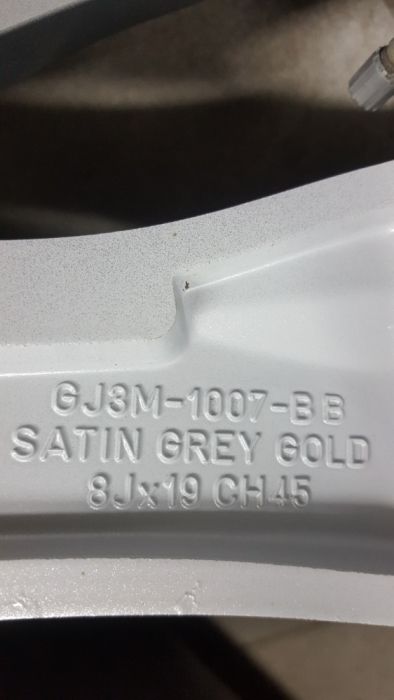 GJ3M-1007-BB
SATIN GREY GOLD
8Jx19 CH45